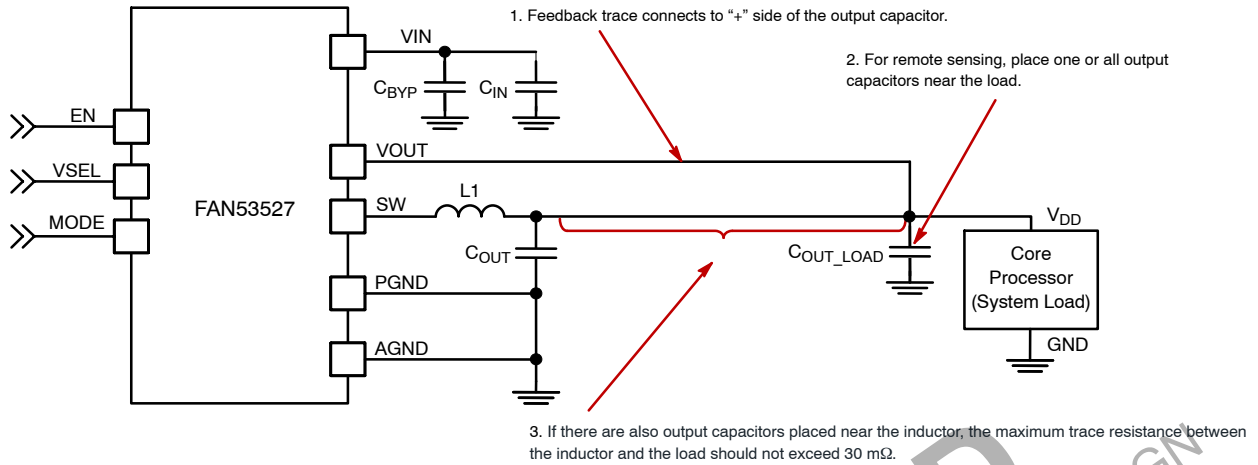 1. Feedback trace connects to “+” side of the output capacitor.
VIN
2. For remote sensing, place one or all output
capacitors near the load.
CBYP
CIN
EN
VOUT
VSEL
L1
FAN53527
SW
MODE
VDD
COUT
COUT_LOAD
Core
Processor
(System Load)
PGND
GND
AGND
3. If there are also output capacitors placed near the inductor, the maximum trace resistance between
the inductor and the load should not exceed 30 mΩ.